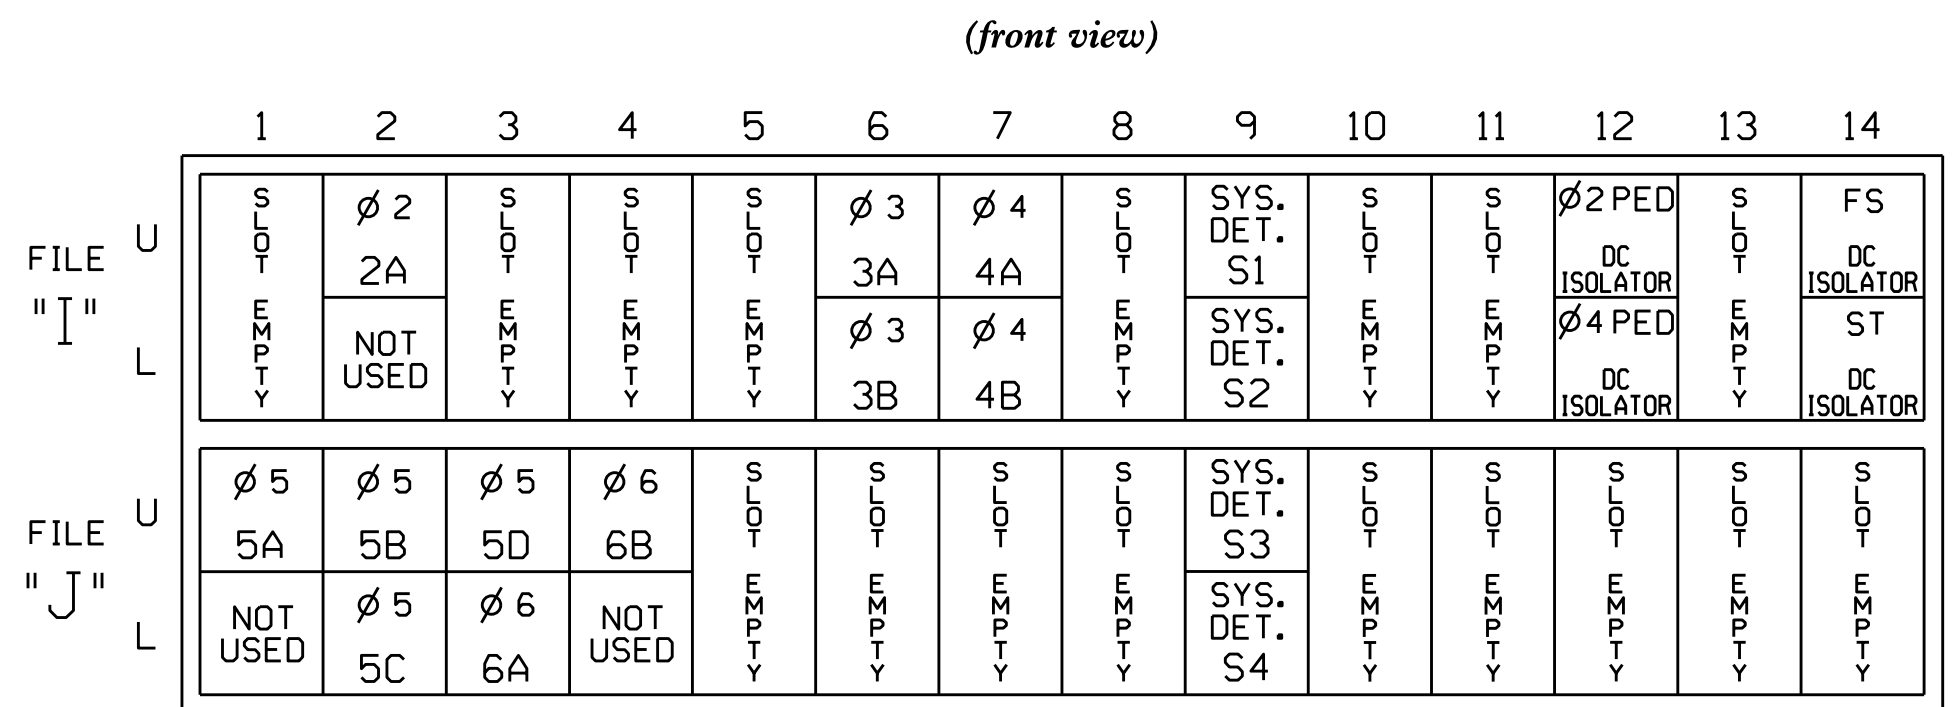 (front view)
1 2 3 4 5 6 7 8 9 10 11 12 13 14
FILE "I"
U
L
SLOT EMPTY
ø 2
2A
NOT
USED
SLOT EMPTY
SLOT EMPTY
SLOT EMPTY
ø 3
3A
ø 3
3B
ø 4
4A
ø 4
4B
SLOT EMPTY
SYS.
DET.
S1
SYS.
DET.
S2
SLOT EMPTY
SLOT EMPTY
ø2 PED
DC
ISOLATOR
ø4 PED
DC
ISOLATOR
SLOT EMPTY
FS
DC
ISOLATOR
ST
DC
ISOLATOR
FILE "J"
U
L
ø 5
5A
NOT
USED
ø 5
5B
ø 5
5C
ø 5
5D
ø 6
6A
ø 6
6B
NOT
USED
SLOT EMPTY
SLOT EMPTY
SLOT EMPTY
SLOT EMPTY
SYS.
DET.
S3
SYS.
DET.
S4
SLOT EMPTY
SLOT EMPTY
SLOT EMPTY
SLOT EMPTY
SLOT EMPTY